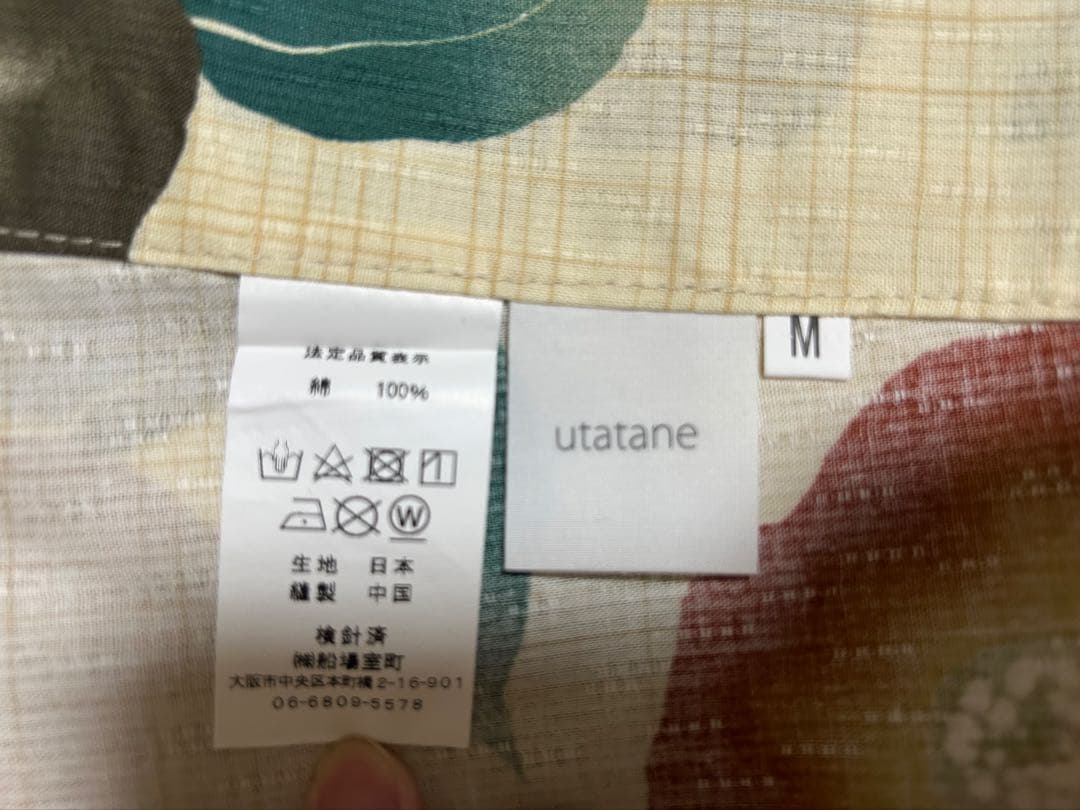 法定品質表示
綿 100%
W
生地 日本
縫製 中国
検針済
㈱船場室町
大阪市中央区本町橋2-16-901
06-6809-5578
utatane
M